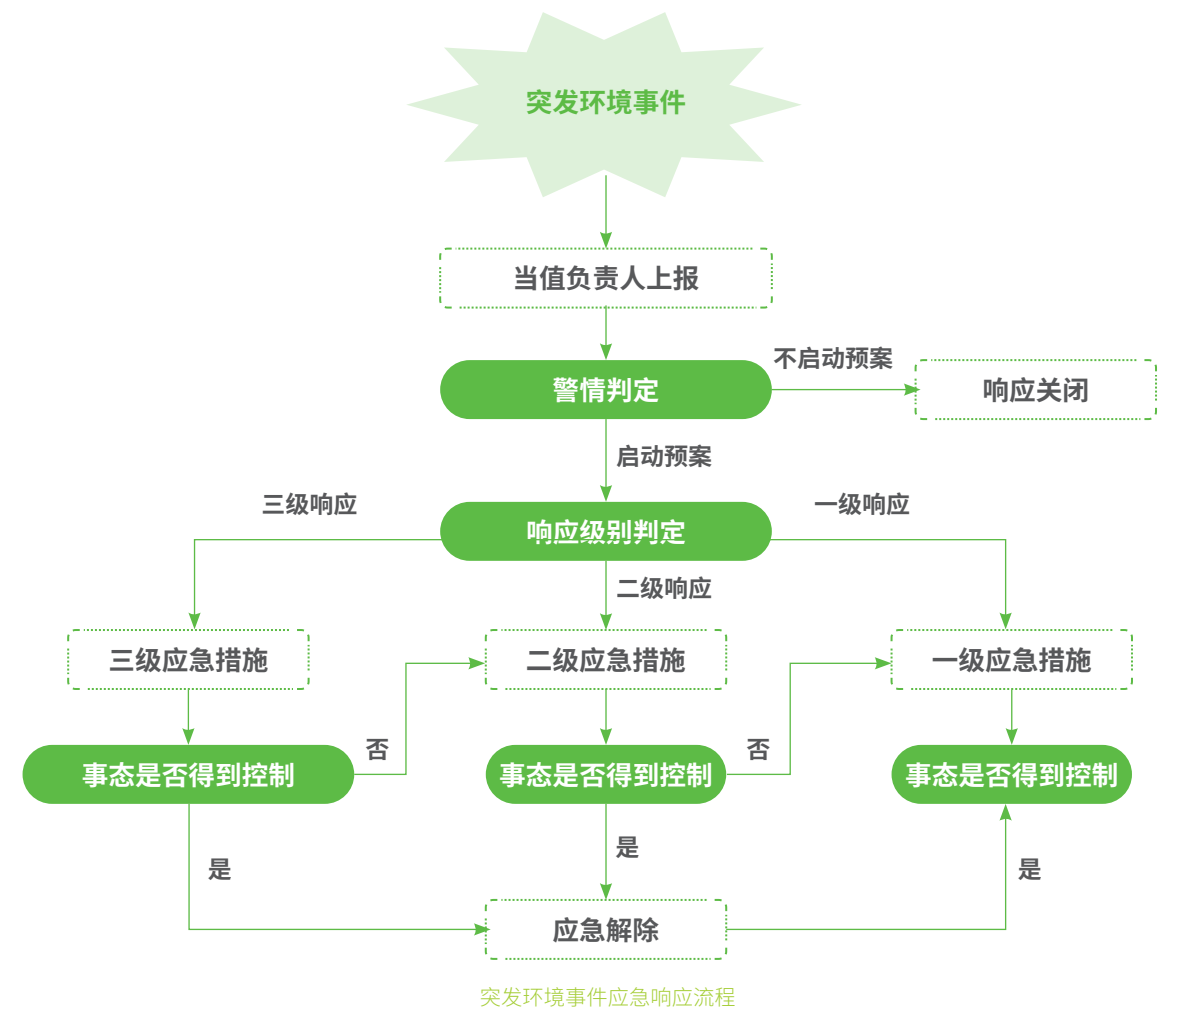 突发环境事件
当值负责人上报
不启动预案
警情判定
响应关闭
启动预案
三级响应
一级响应
响应级别判定
二级响应
三级应急措施
二级应急措施
一级应急措施
否
否
事态是否得到控制
事态是否得到控制
事态是否得到控制
是
是
是
应急解除
突发环境事件应急响应流程